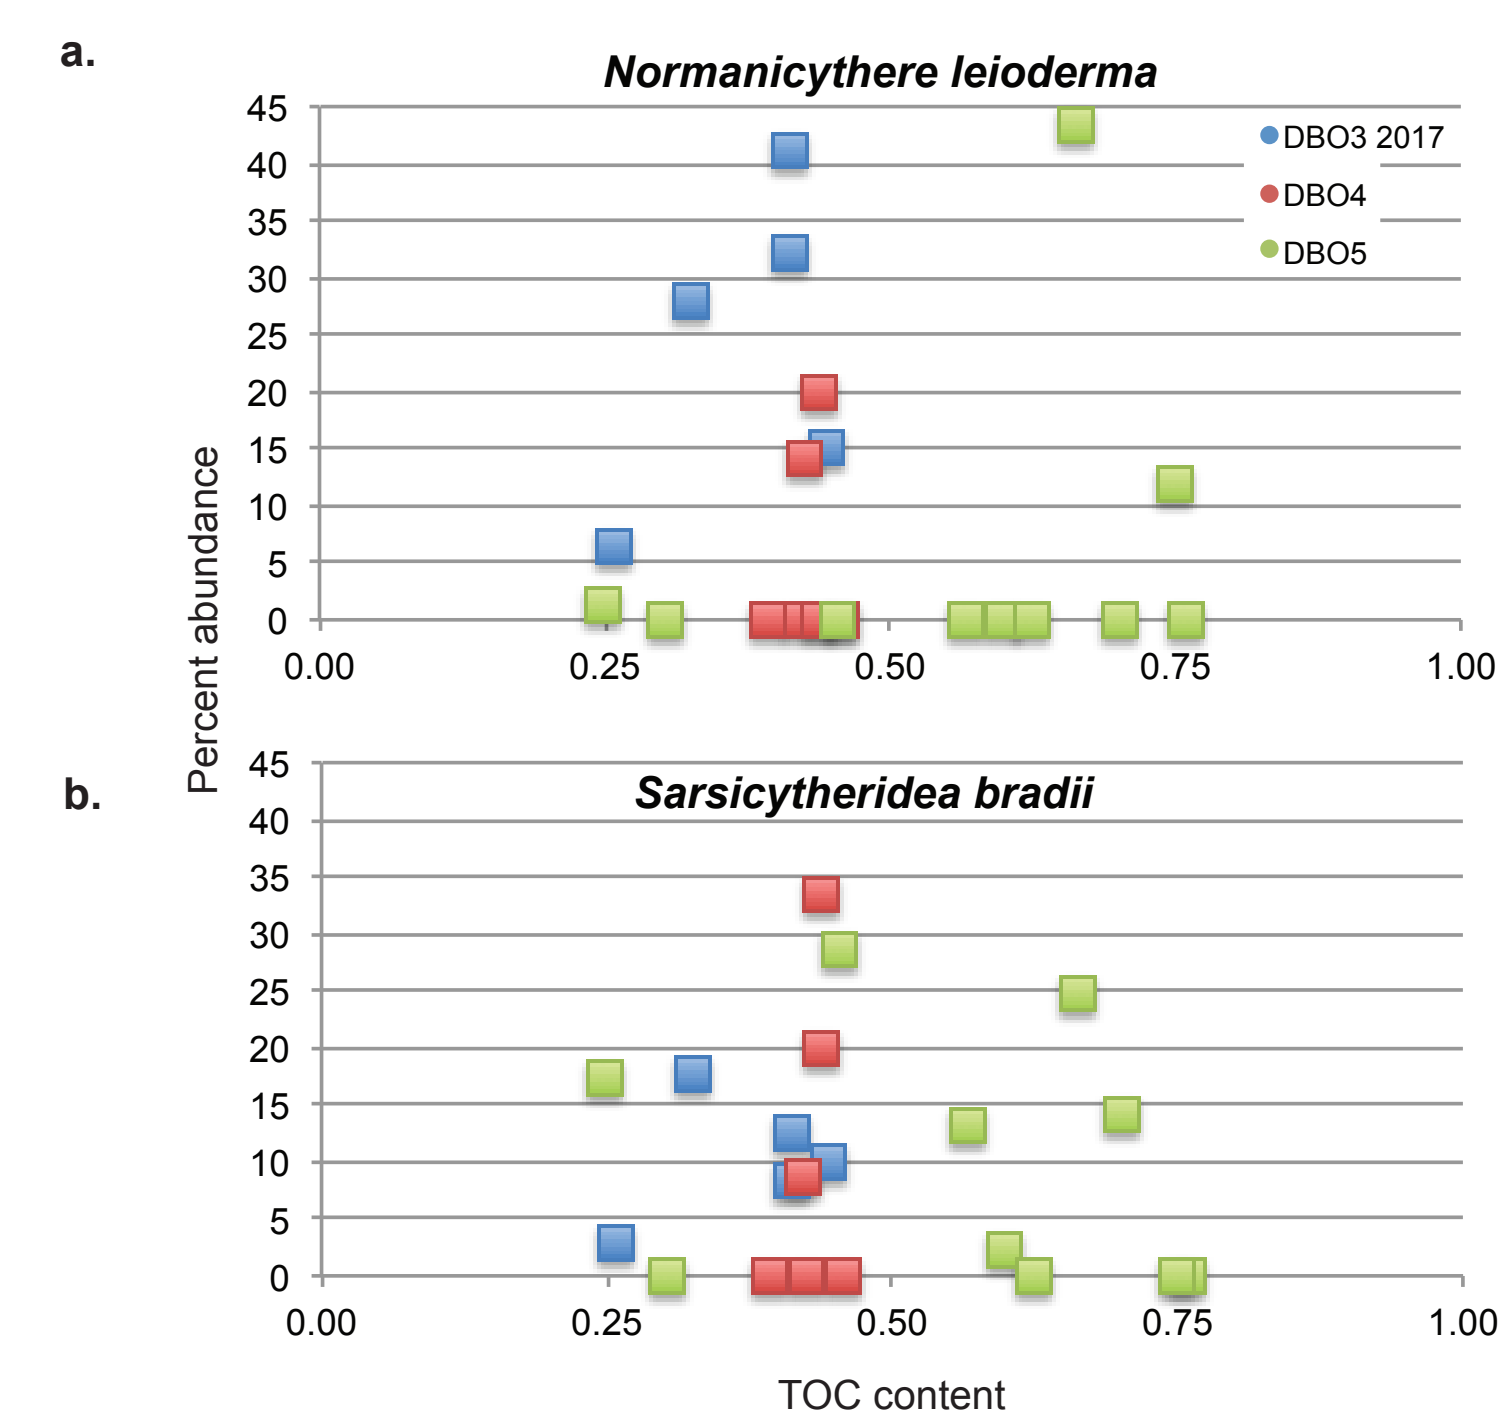 a.
Normanicythere leioderma
45
40
35
30
25
20
15
10
5
0
DBO3 2017
DBO4
DBO5
0.00 0.25 0.50 0.75 1.00
Percent abundance
b.
Sarsicytheridea bradii
45
40
35
30
25
20
15
10
5
0
0.00 0.25 0.50 0.75 1.00
TOC content